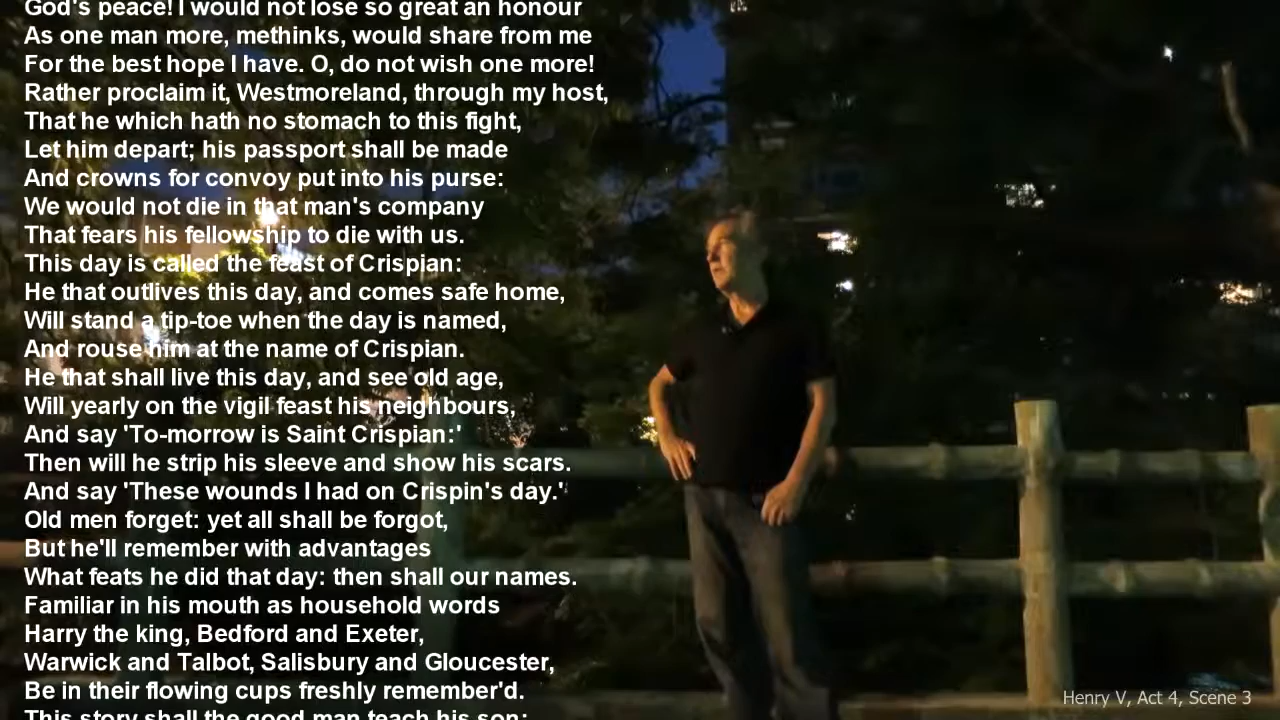 God's peace! I would not lose so great an honour
As one man more, methinks, would share from me
For the best hope I have. O, do not wish one more!
Rather proclaim it, Westmoreland, through my host,
That he which hath no stomach to this fight,
Let him depart; his passport shall be made
And crowns for convoy put into his purse:
We would not die in that man's company
That fears his fellowship to die with us.
This day is called the feast of Crispian:
He that outlives this day, and comes safe home,
Will stand a tip-toe when the day is named,
And rouse him at the name of Crispian.
He that shall live this day, and see old age,
Will yearly on the vigil feast his neighbours,
And say 'To-morrow is Saint Crispian:'
Then will he strip his sleeve and show his scars.
And say 'These wounds I had on Crispin's day.'
Old men forget: yet all shall be forgot,
But he'll remember with advantages
What feats he did that day: then shall our names.
Familiar in his mouth as household words
Harry the king, Bedford and Exeter,
Warwick and Talbot, Salisbury and Gloucester,
Be in their flowing cups freshly remember'd.
This story shall the good man teach his son;
Henry V, Act 4, Scene 3